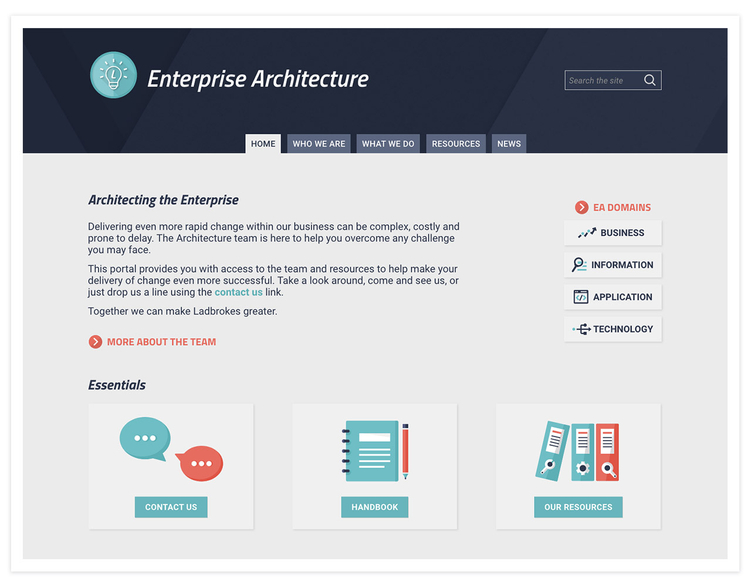 L
Enterprise Architecture
Search the site
HOME
WHO WE ARE
WHAT WE DO
RESOURCES
NEWS
Architecting the Enterprise
Delivering even more rapid change within our business can be complex, costly and
prone to delay. The Architecture team is here to help you overcome any challenge
you may face.
This portal provides you with access to the team and resources to help make your
delivery of change even more successful. Take a look around, come and see us, or
just drop us a line using the contact us link.
Together we can make Ladbrokes greater.
MORE ABOUT THE TEAM
EA DOMAINS
BUSINESS
INFORMATION
APPLICATION
TECHNOLOGY
Essentials
CONTACT US
HANDBOOK
OUR RESOURCES